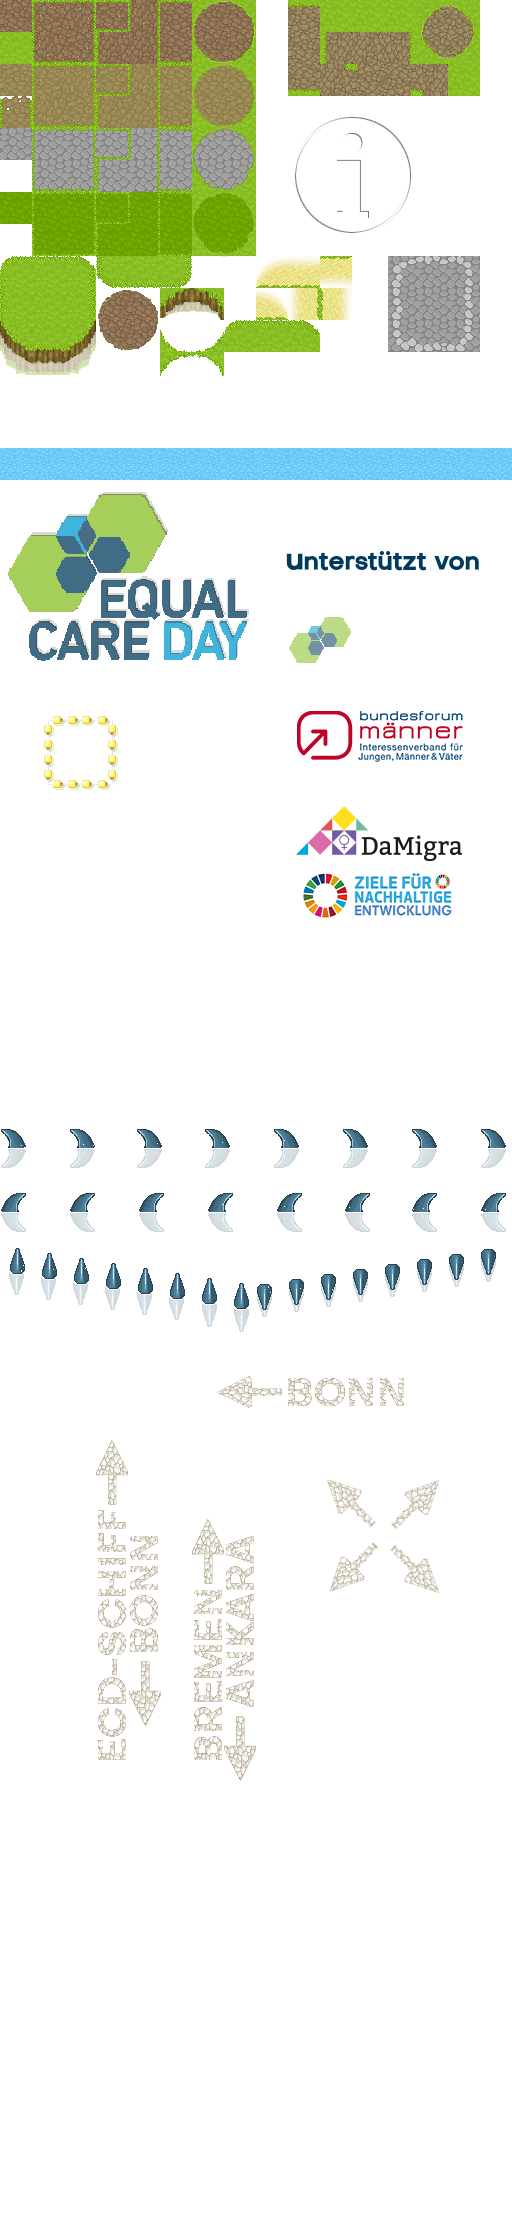 i
EQUAL
CARE DAY
Unterstützt von
bundesforum
männer
Interessenverband für
Jungen, Männer & Väter
DaMigra
ZIELE FÜR
NACHHALTIGE
ENTWICKLUNG
BONN
ECD-SCHIFF
BONN
BREMEN
ANKARA